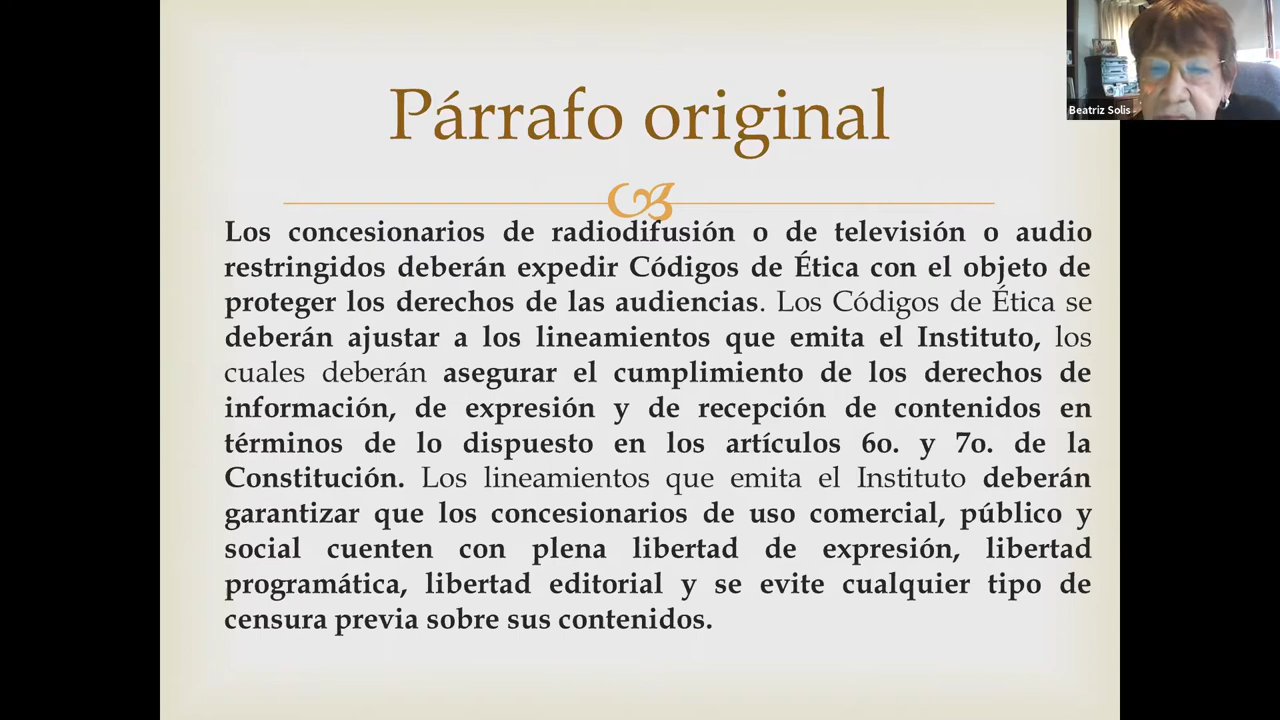 Párrafo original
Beatriz Solis
Los concesionarios de radiodifusión o de televisión o audio
restringidos deberán expedir Códigos de Ética con el objeto de
proteger los derechos de las audiencias. Los Códigos de Ética se
deberán ajustar a los lineamientos que emita el Instituto, los
cuales deberán asegurar el cumplimiento de los derechos de
información, de expresión y de recepción de contenidos en
términos de lo dispuesto en los artículos 6o. y 7o. de la
Constitución. Los lineamientos que emita el Instituto deberán
garantizar que los concesionarios de uso comercial, público y
social cuenten con plena libertad de expresión, libertad
programática, libertad editorial y se evite cualquier tipo de
censura previa sobre sus contenidos.